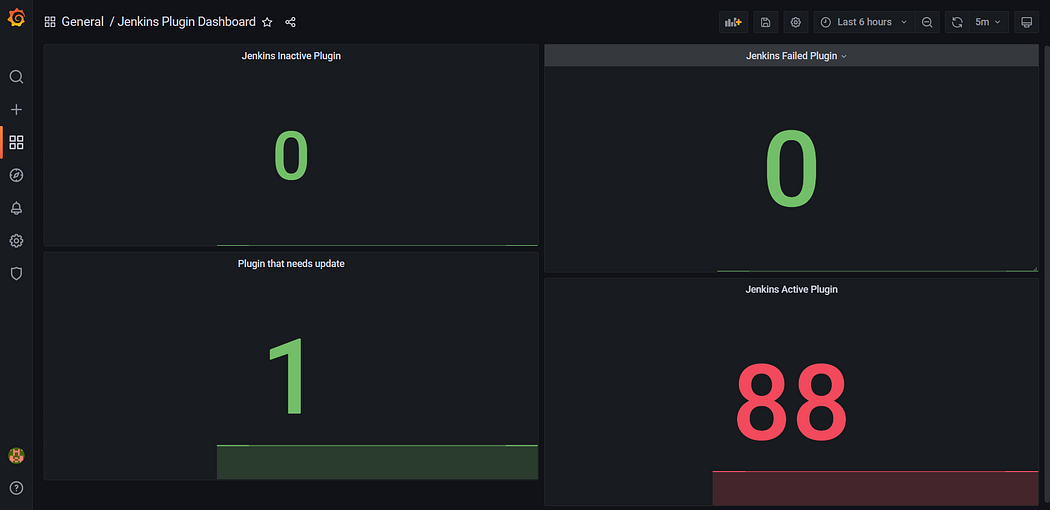 General / Jenkins Plugin Dashboard
Last 6 hours
5m
Jenkins Inactive Plugin
0
Jenkins Failed Plugin
0
Plugin that needs update
1
Jenkins Active Plugin
88